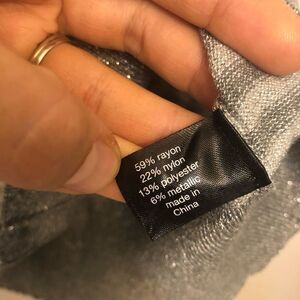 59% rayon
22% nylon
13% polyester
6% metallic
made in
China